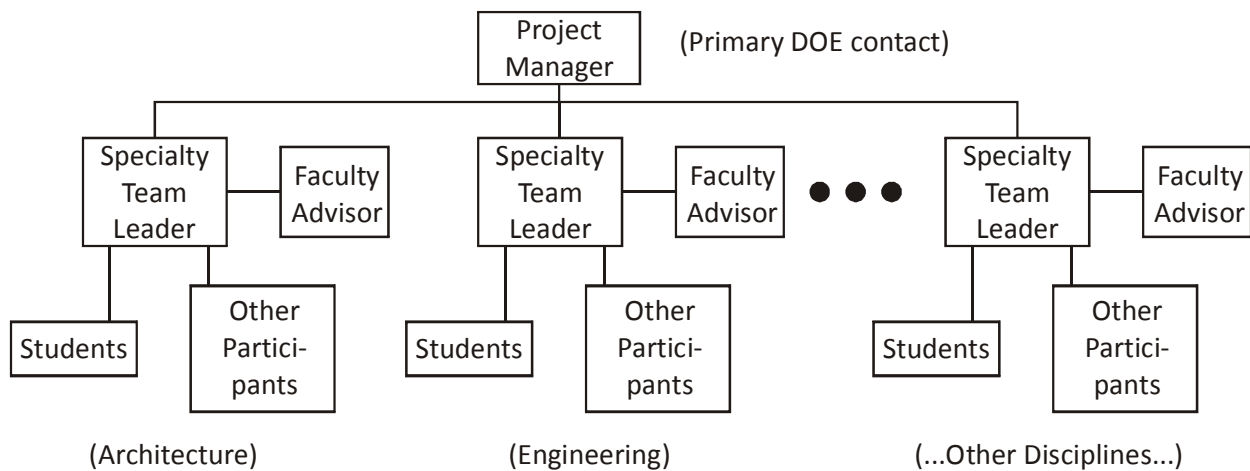 Project
Manager
(Primary DOE contact)
Specialty
Team
Leader
Faculty
Advisor
Students
Other
Partici-
pants
(Architecture)
Specialty
Team
Leader
Faculty
Advisor
Students
Other
Partici-
pants
(Engineering)
Specialty
Team
Leader
Faculty
Advisor
Students
Other
Partici-
pants
(...Other Disciplines...)